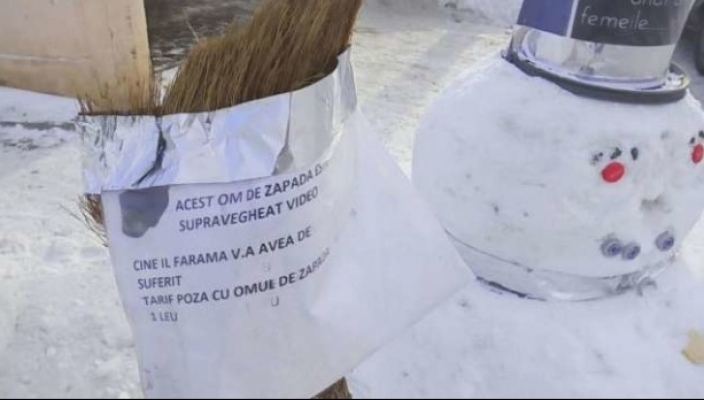 femeile
ACEST OM DE ZAPADA
SUPRAVEGHEAT VIDEO
CINE IL FARAMA V.A AVEA DE
SUFERIT
TARIF POZA CU OMUL DE ZAPADA
1 LEU